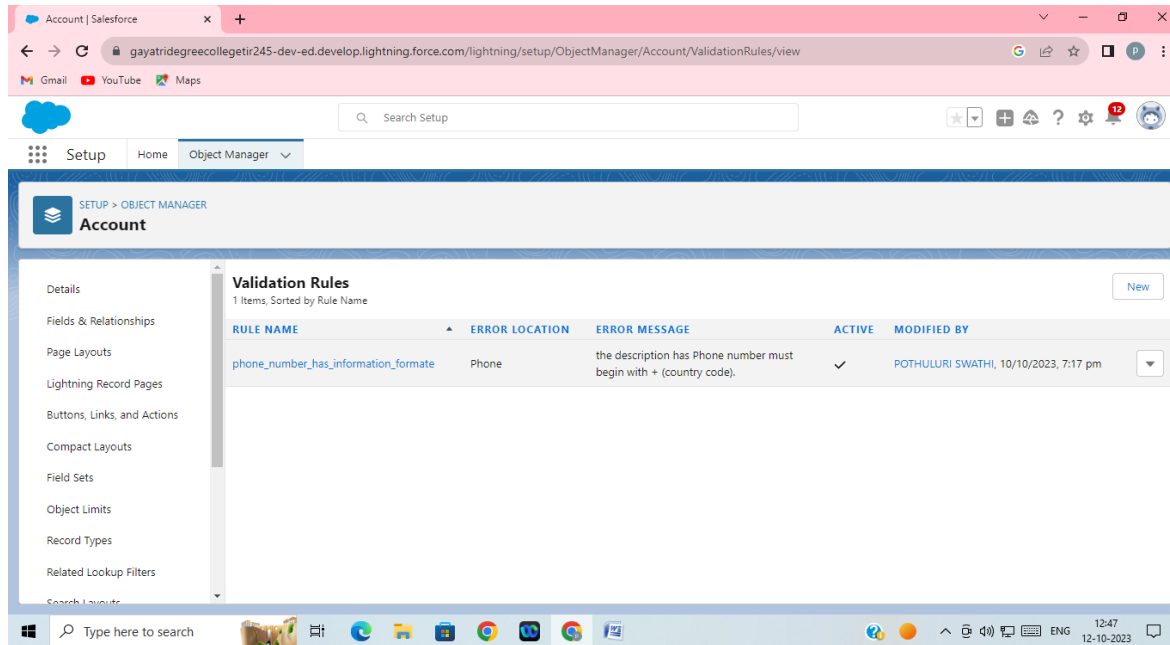 Account | Salesforce
gayatridegreecollegetir245-dev-ed.develop.lightning.force.com/lightning/setup/ObjectManager/Account/ValidationRules/view
G
P
Gmail YouTube Maps
Search Setup
12
Setup Home Object Manager
SETUP > OBJECT MANAGER
Account
Details
Fields & Relationships
Page Layouts
Lightning Record Pages
Buttons, Links, and Actions
Compact Layouts
Field Sets
Object Limits
Record Types
Related Lookup Filters
Search Layouts
Validation Rules
1 Items, Sorted by Rule Name
New
RULE NAME ERROR LOCATION ERROR MESSAGE ACTIVE MODIFIED BY
phone_number_has_information_formate Phone the description has Phone number must begin with + (country code). POTHULURI SWATHI, 10/10/2023, 7:17 pm
Type here to search
ENG
12:47
12-10-2023